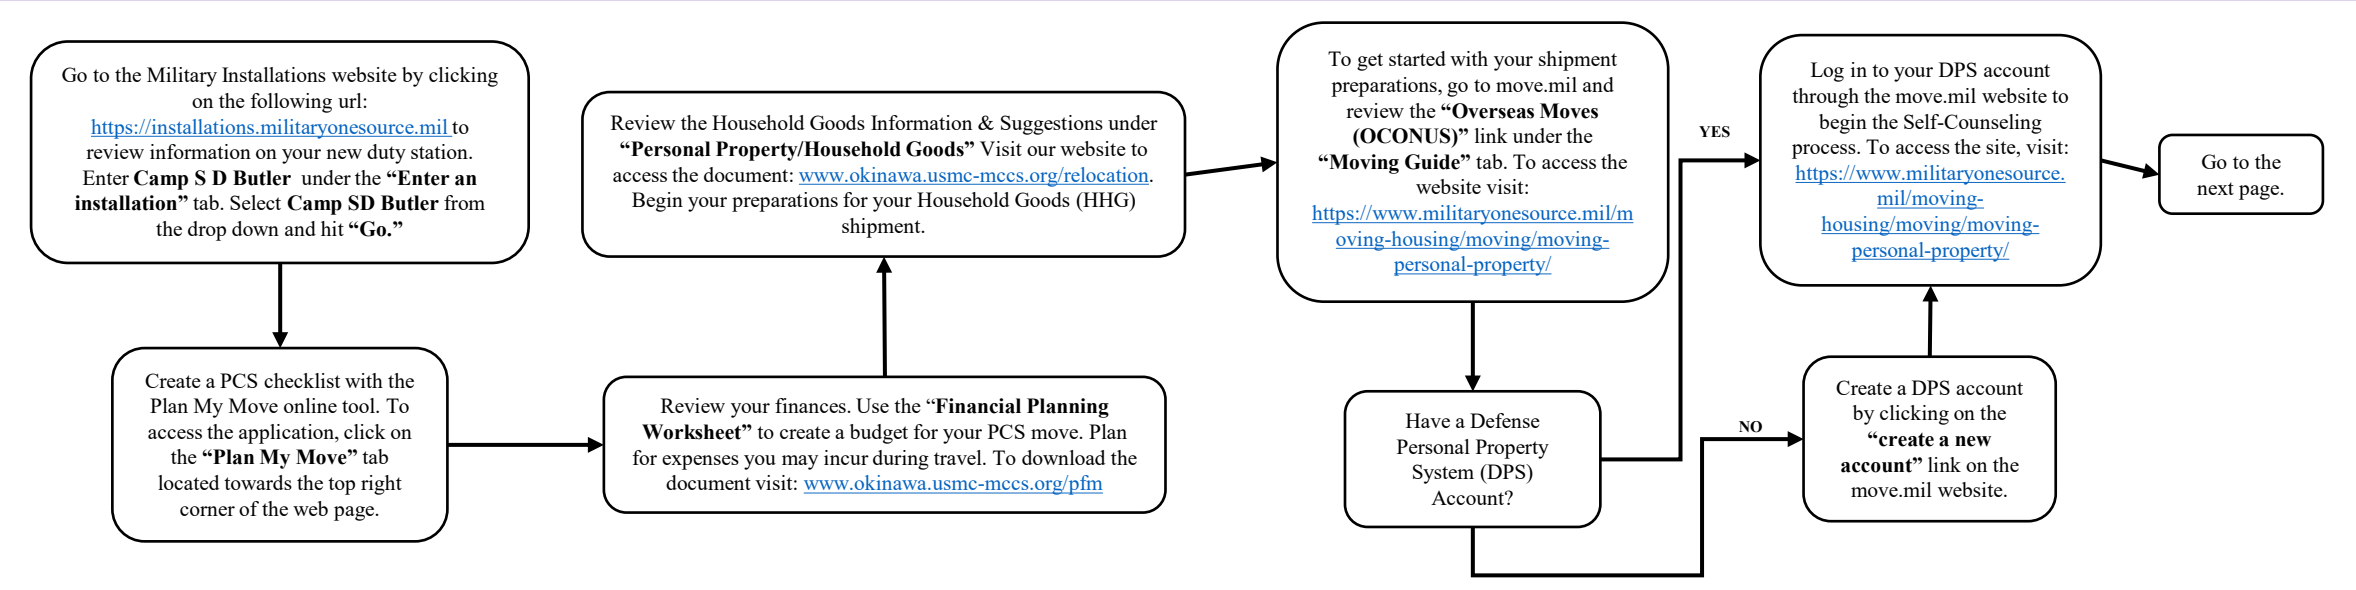 Go to the Military Installations website by clicking
on the following url:
https://installations.militaryonesource.mil to
review information on your new duty station.
Enter Camp S D Butler under the “Enter an
installation” tab. Select Camp SD Butler from
the drop down and hit “Go.”
Create a PCS checklist with the
Plan My Move online tool. To
access the application, click on
the “Plan My Move” tab
located towards the top right
corner of the web page.
Review your finances. Use the “Financial Planning
Worksheet” to create a budget for your PCS move. Plan
for expenses you may incur during travel. To download the
document visit: www.okinawa.usmc-mccs.org/pfm
Review the Household Goods Information & Suggestions under
“Personal Property/Household Goods” Visit our website to
access the document: www.okinawa.usmc-mccs.org/relocation.
Begin your preparations for your Household Goods (HHG)
shipment.
To get started with your shipment
preparations, go to move.mil and
review the “Overseas Moves
(OCONUS)” link under the
“Moving Guide” tab. To access the
website visit:
https://www.militaryonesource.mil/m
oving-housing/moving/moving-
personal-property/
Have a Defense
Personal Property
System (DPS)
Account?
YES
NO
Create a DPS account
by clicking on the
“create a new
account” link on the
move.mil website.
Log in to your DPS account
through the move.mil website to
begin the Self-Counseling
process. To access the site, visit:
https://www.militaryonesource.
mil/moving-
housing/moving/moving-
personal-property/
Go to the
next page.